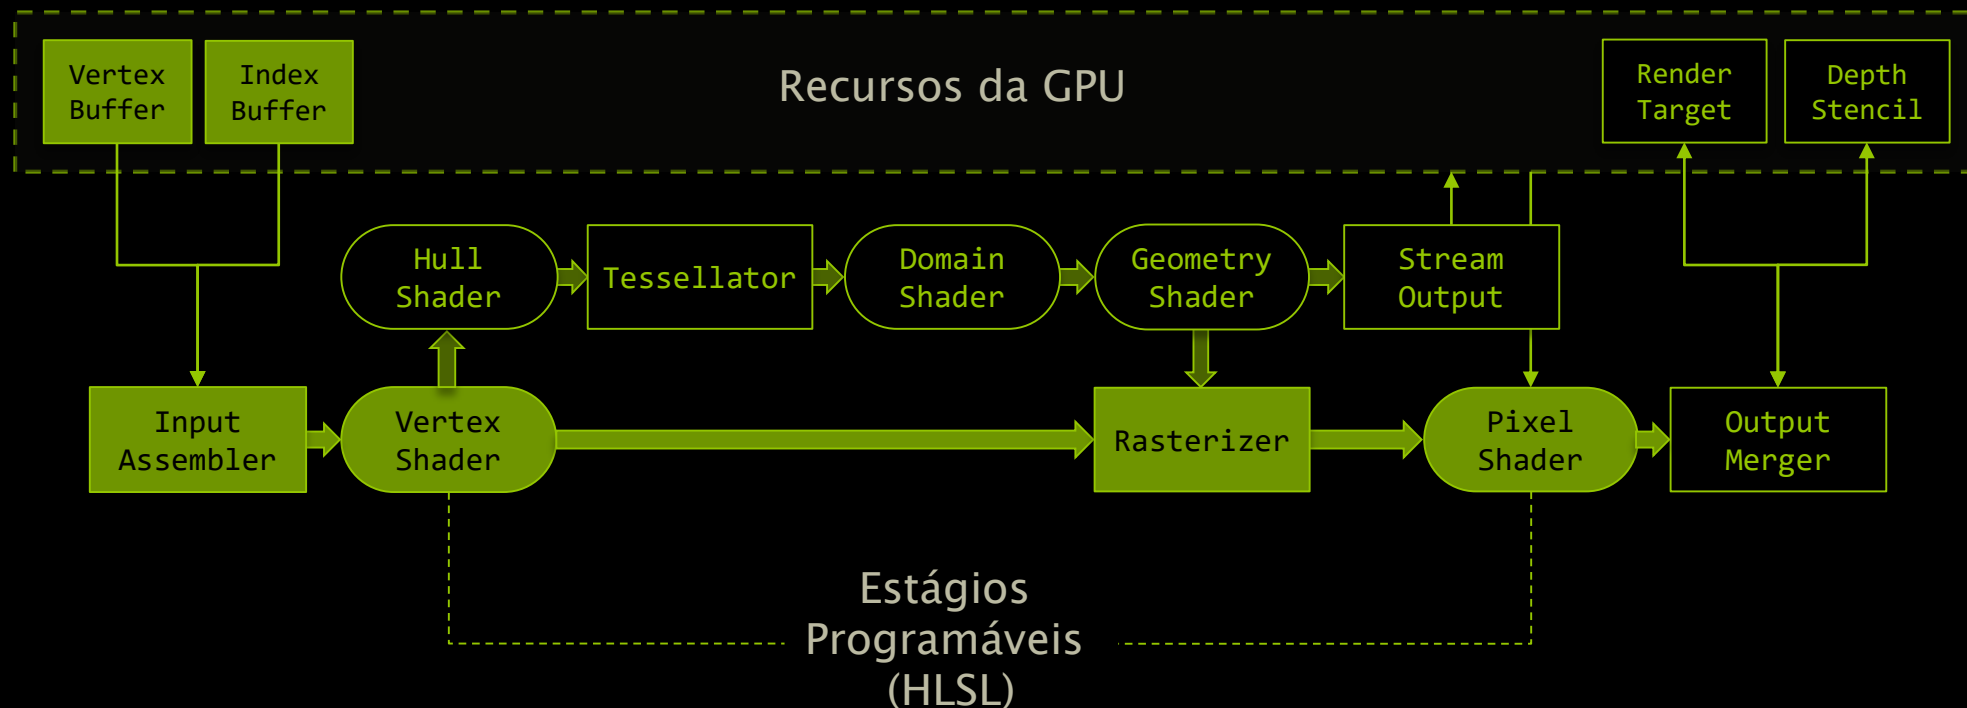 Vertex
Buffer
Index
Buffer
Recursos da GPU
Render
Target
Depth
Stencil
Hull
Shader
Tessellator
Domain
Shader
Geometry
Shader
Stream
Output
Input
Assembler
Vertex
Shader
Rasterizer
Pixel
Shader
Output
Merger
Estágios
Programáveis
(HLSL)